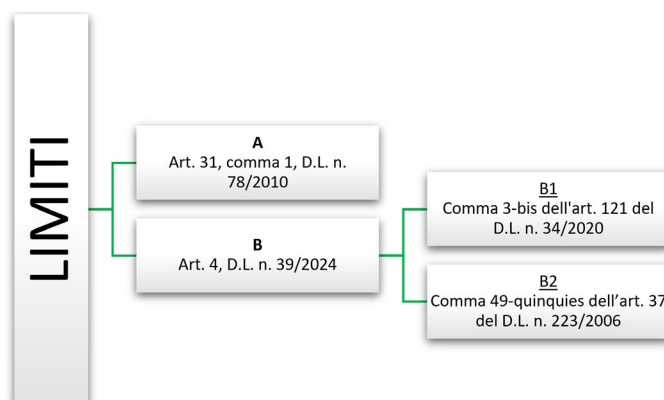 LIMITI
A
Art. 31, comma 1, D.L. n.
78/2010
B
Art. 4, D.L. n. 39/2024
B1
Comma 3-bis dell'art. 121 del
D.L. n. 34/2020
B2
Comma 49-quinquies dell’art. 37
del D.L. n. 223/2006